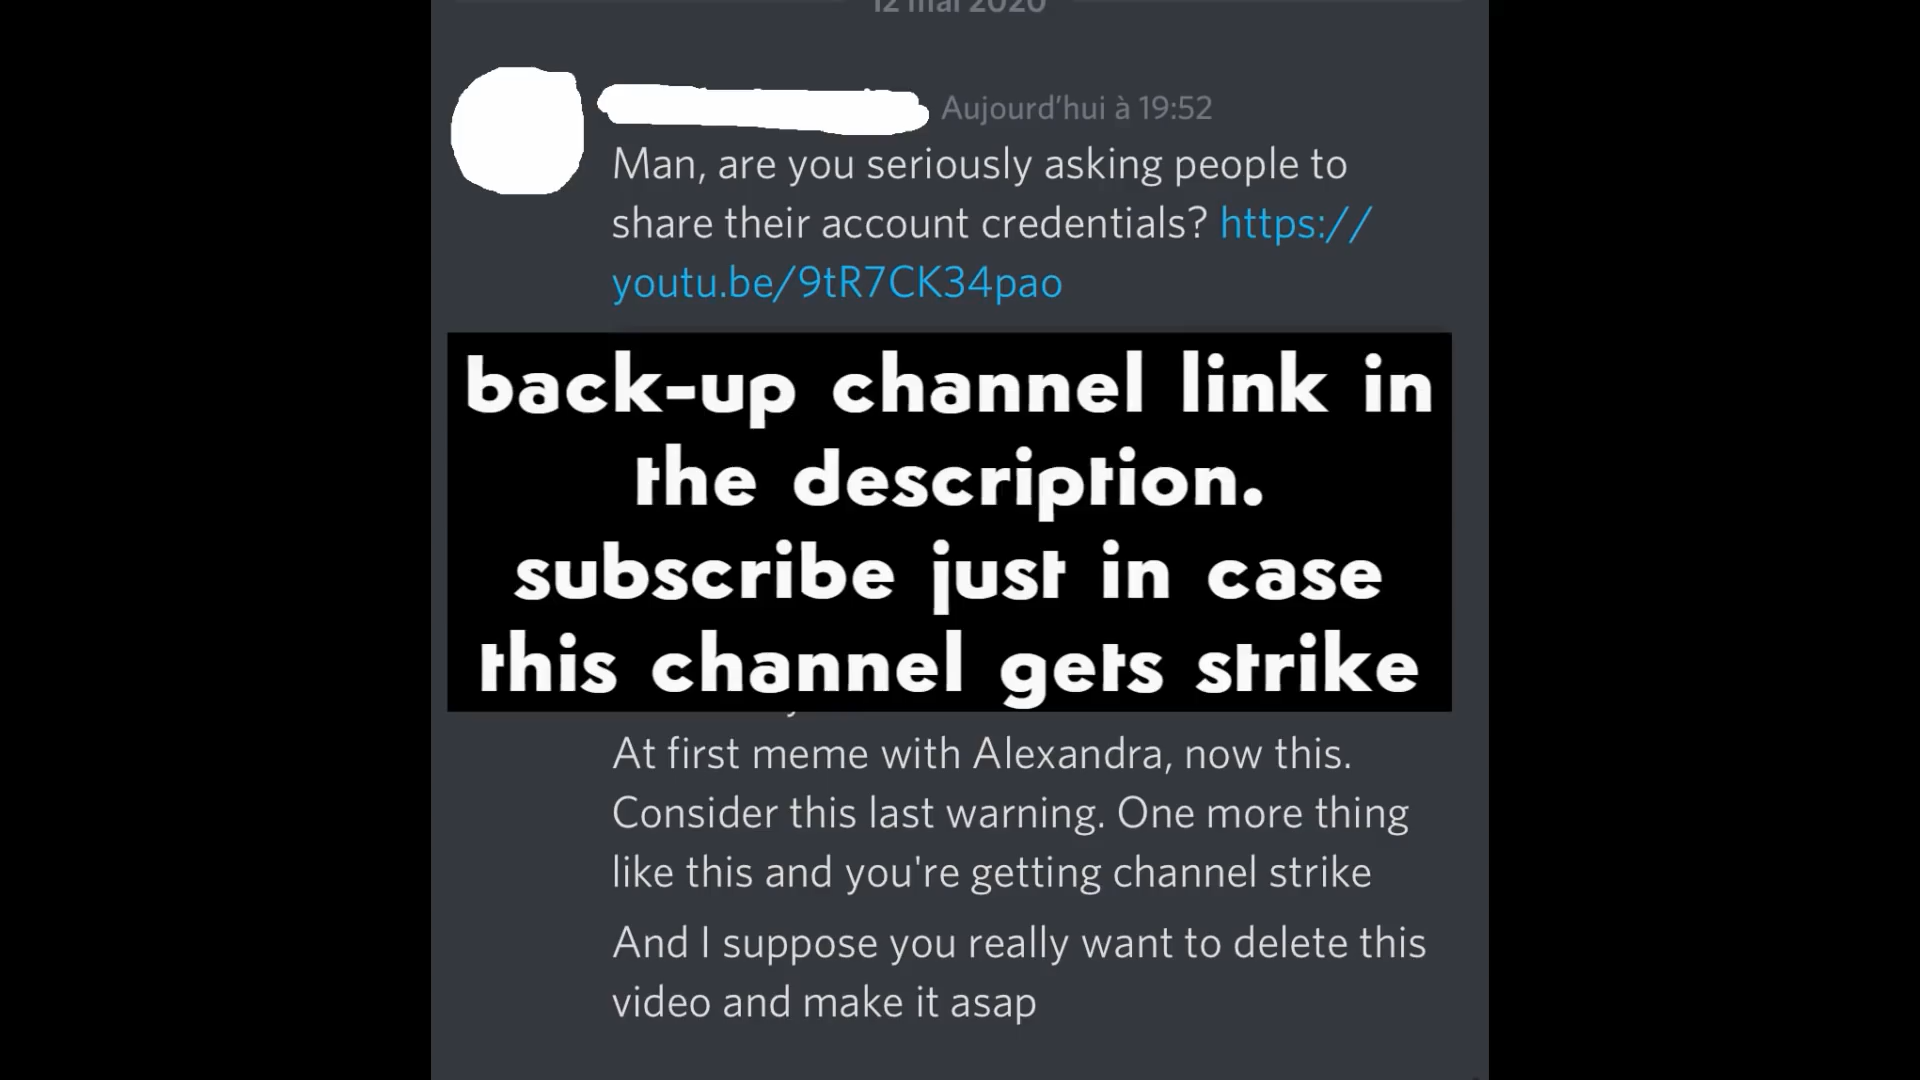 12 mai 2020
Aujourd'hui à 19:52
Man, are you seriously asking people to
share their account credentials? https://
youtu.be/9tR7CK34pao
back-up channel link in
the description.
subscribe just in case
this channel gets strike
At first meme with Alexandra, now this.
Consider this last warning. One more thing
like this and you're getting channel strike
And I suppose you really want to delete this
video and make it asap